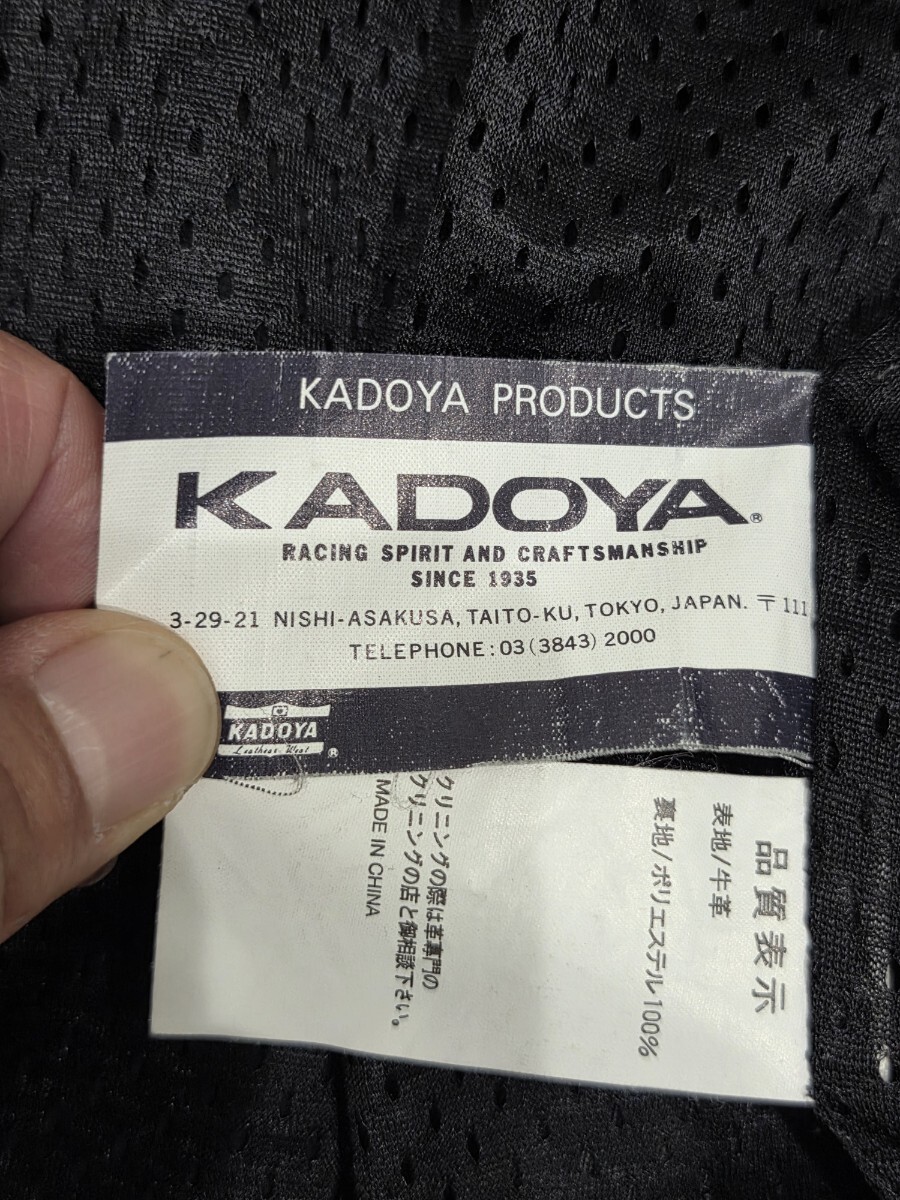 KADOYA PRODUCTS
KADOYA®
RACING SPIRIT AND CRAFTSMANSHIP
SINCE 1935
3-29-21 NISHI-ASAKUSA, TAITO-KU, TOKYO, JAPAN. 〒111
TELEPHONE: 03 (3843) 2000
KADOYA
Leathers West ®
品質表示
表地/牛革
裏地/ポリエステル100%
クリニングの際は革専門の
クリニングの店と御相談下さい。
MADE IN CHINA